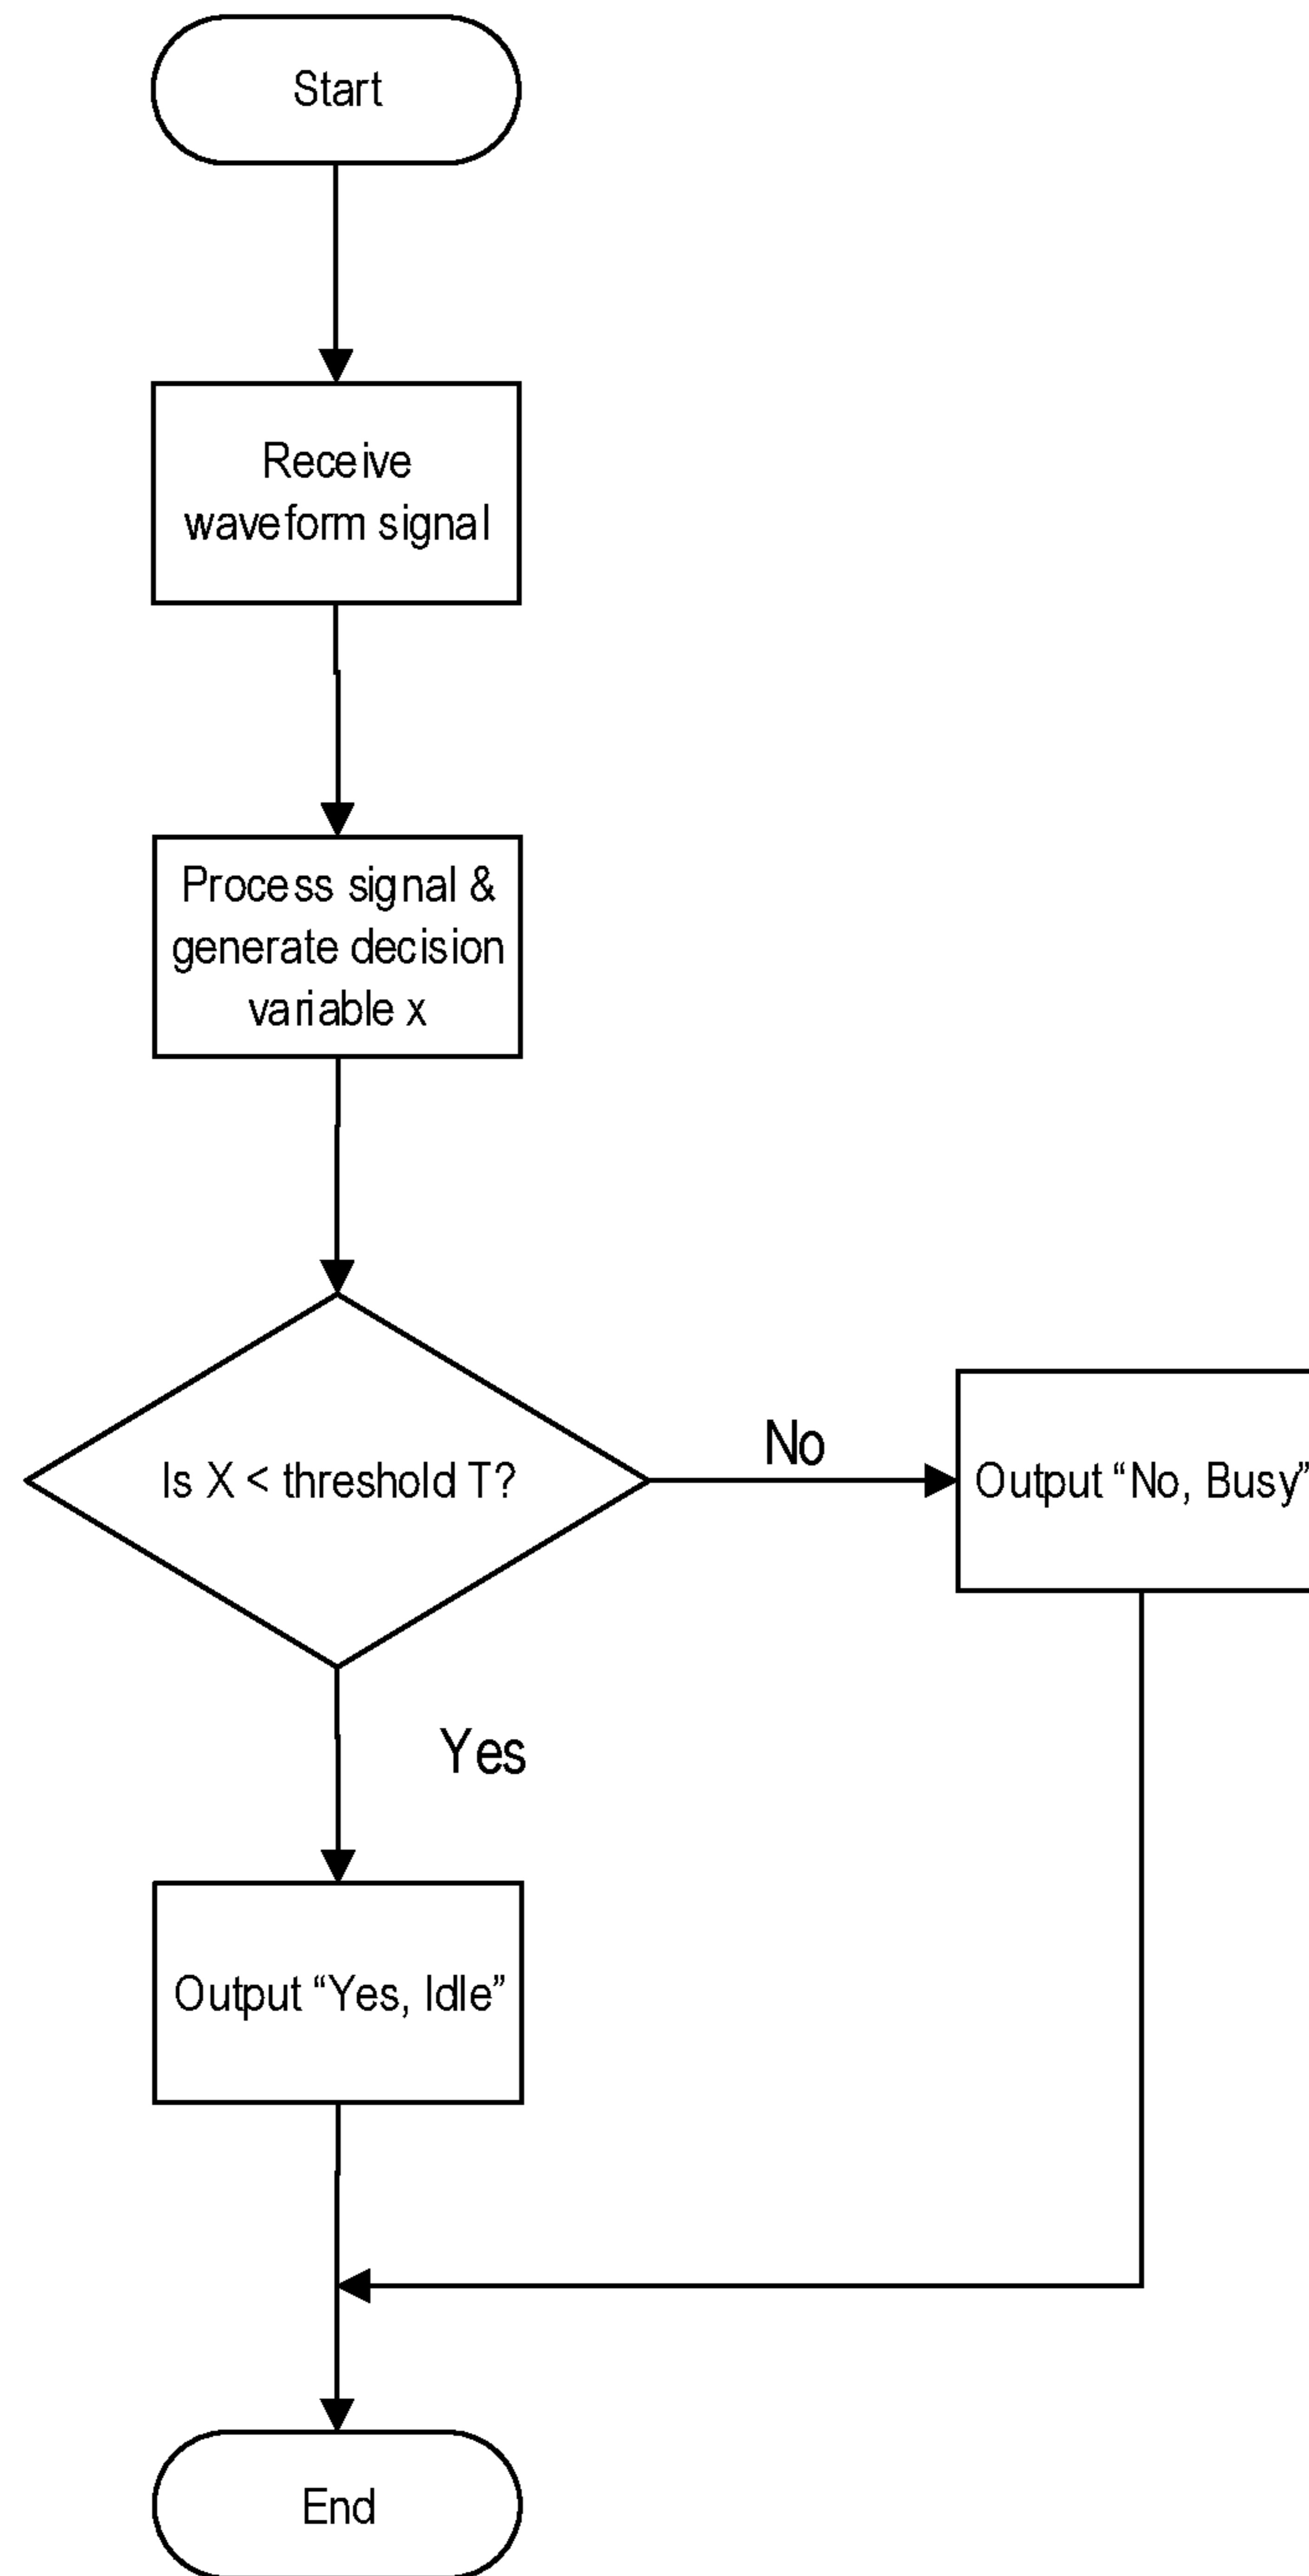 Start
Receive
waveform signal
Process signal &
generate decision
variable x
Is X < threshold T?
No
Output “No, Busy”
Yes
Output “Yes, Idle”
End